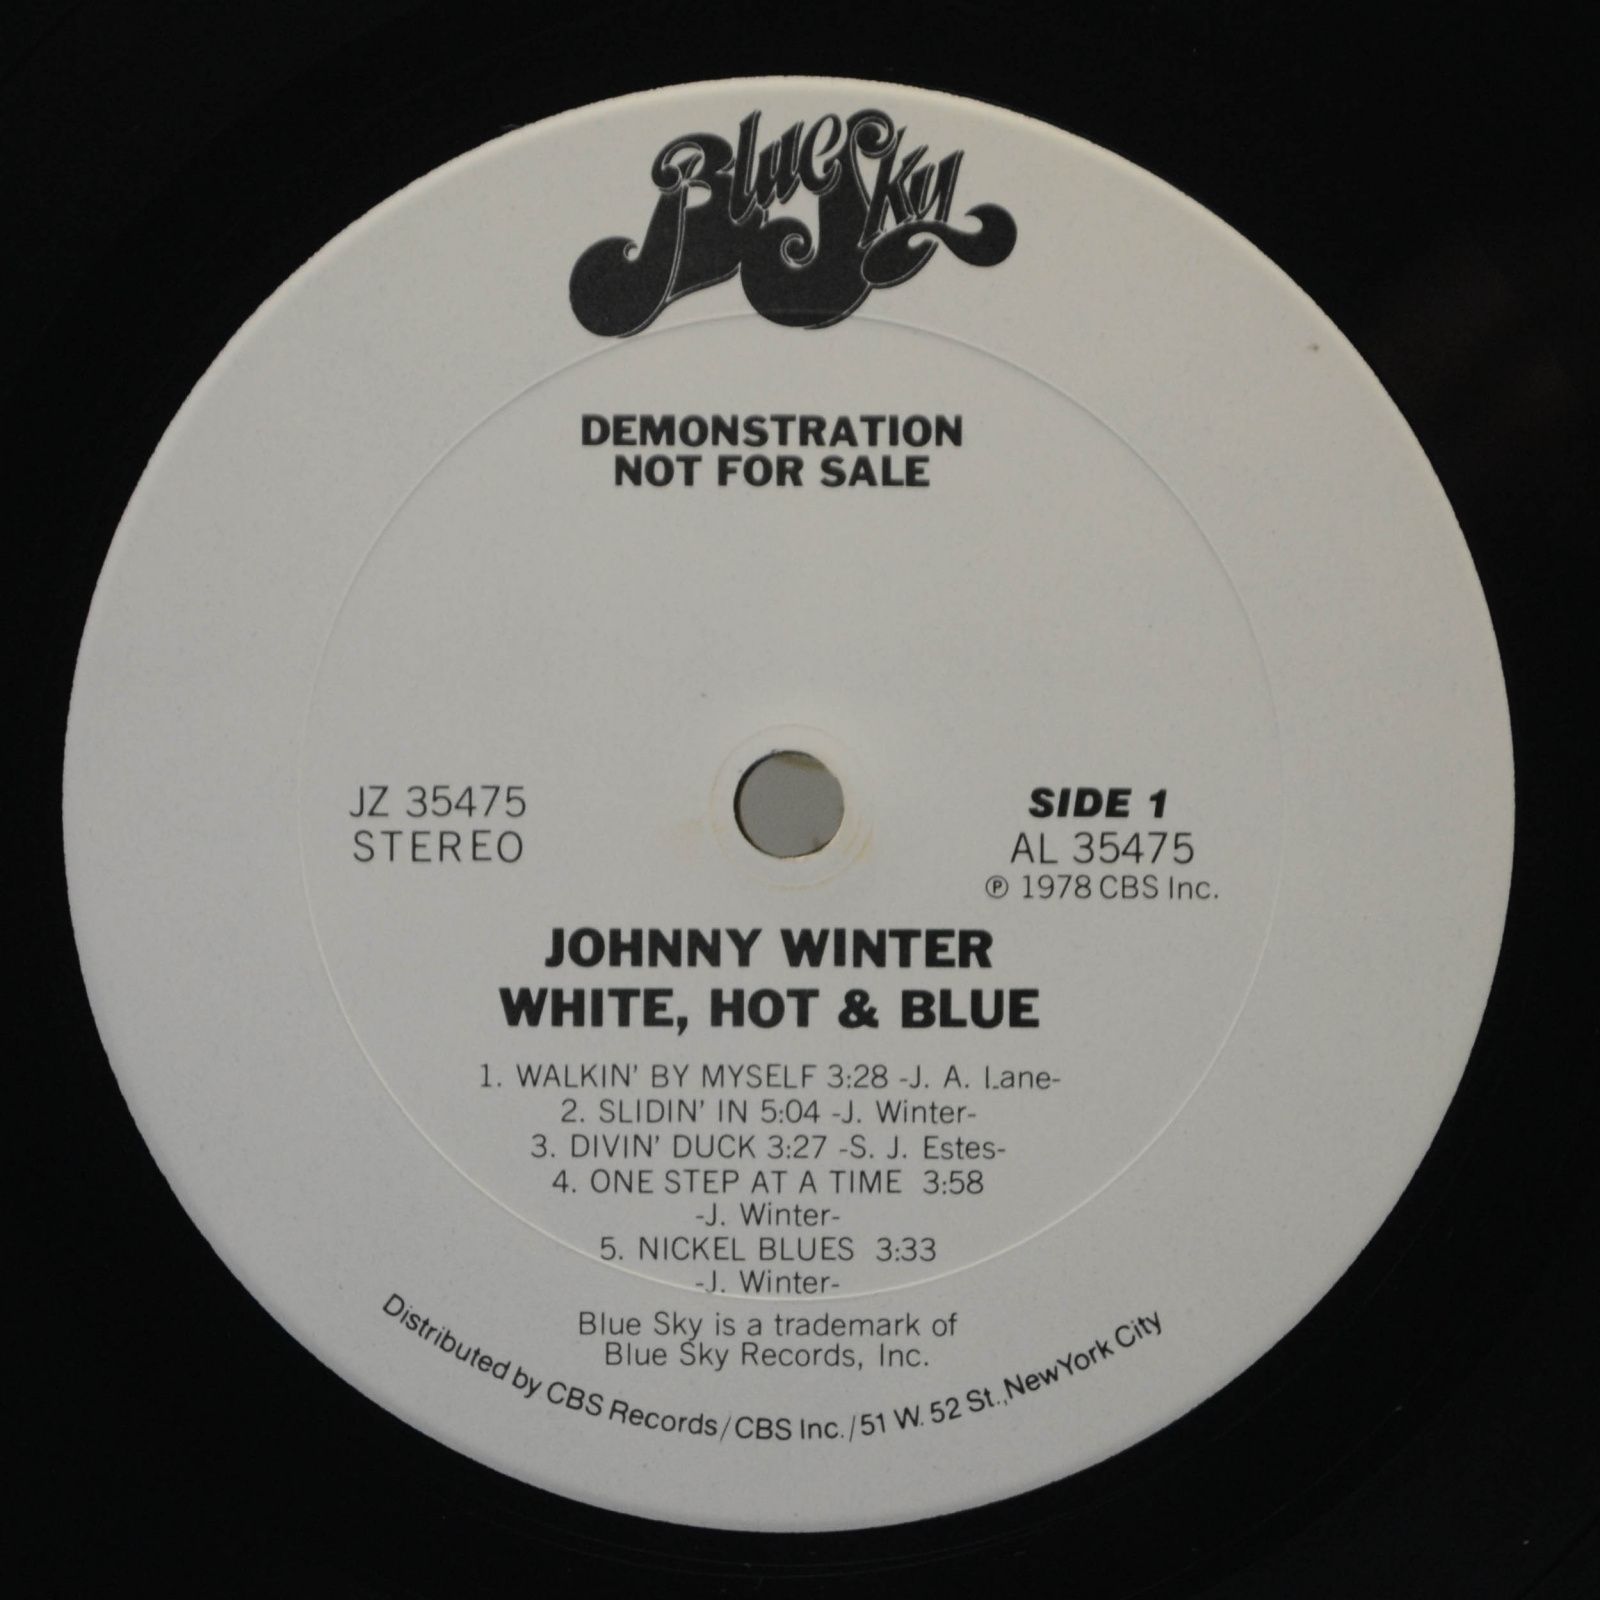 Blue Sky
DEMONSTRATION
NOT FOR SALE
JZ 35475
STEREO
SIDE 1
AL 35475
℗ 1978 CBS Inc.
JOHNNY WINTER
WHITE, HOT & BLUE
1. WALKIN' BY MYSELF 3:28 -J. A. Lane-
2. SLIDIN' IN 5:04 -J. Winter-
3. DIVIN' DUCK 3:27 -S. J. Estes-
4. ONE STEP AT A TIME 3:58
-J. Winter-
5. NICKEL BLUES 3:33
-J. Winter-
Blue Sky is a trademark of
Blue Sky Records, Inc.
Distributed by CBS Records/CBS Inc./51 W. 52 St., New York City